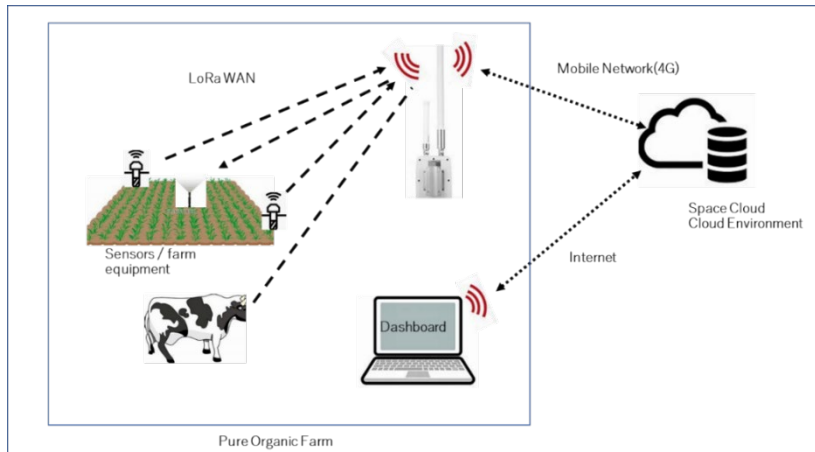 LoRa WAN
Mobile Network(4G)
Space Cloud
Cloud Environment
Sensors / farm
equipment
Internet
Dashboard
Pure Organic Farm